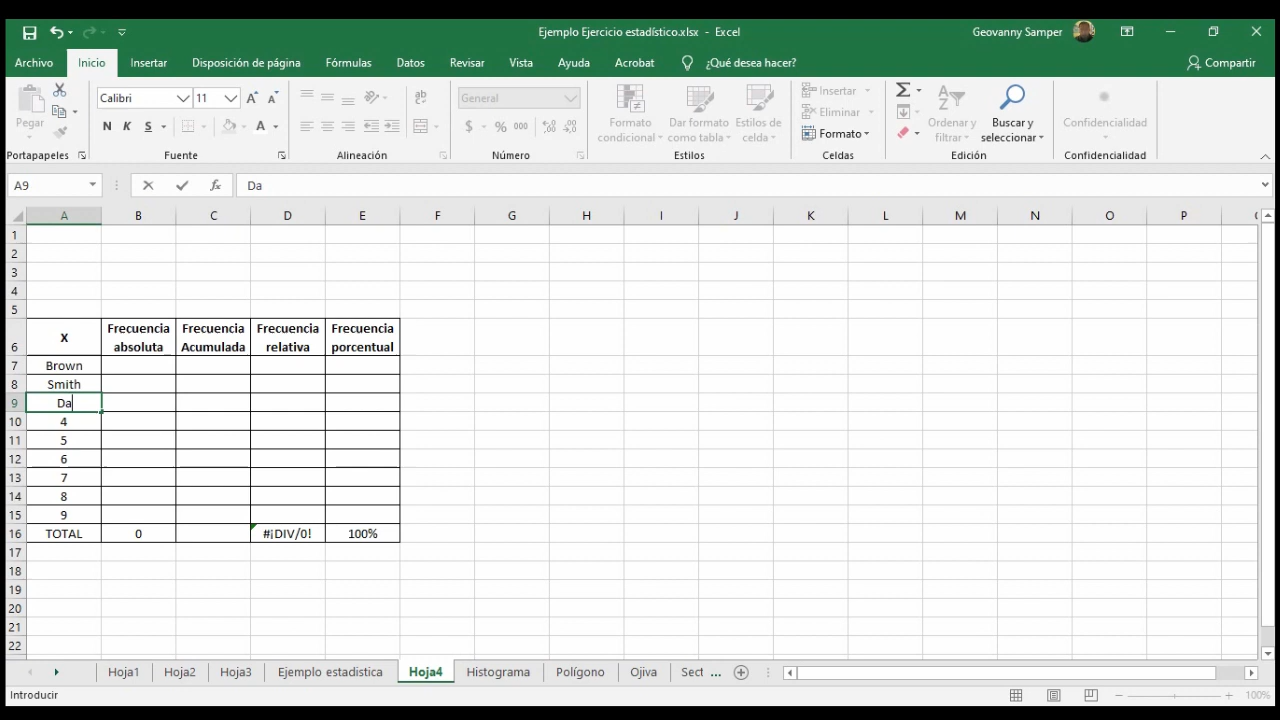 Ejemplo Ejercicio estadístico.xlsx - Excel
Geovanny Samper
Archivo Inicio Insertar Disposición de página Fórmulas Datos Revisar Vista Ayuda Acrobat ¿Qué desea hacer? Compartir
Pegar
Calibri 11
N K S A
ab
General
$ % 000
Formato condicional
Dar formato como tabla
Estilos de celda
Insertar
Eliminar
Formato
Ordenar y filtrar
Buscar y seleccionar
Confidencialidad
Portapapeles Fuente Alineación Número Estilos Celdas Edición Confidencialidad
A9 fx Da
A B C D E F G H I J K L M N O P
1
2
3
4
5
6 X Frecuencia absoluta Frecuencia Acumulada Frecuencia relativa Frecuencia porcentual
7 Brown
8 Smith
9 Da
10 4
11 5
12 6
13 7
14 8
15 9
16 TOTAL 0 #¡DIV/0! 100%
17
18
19
20
21
22
Hoja1 Hoja2 Hoja3 Ejemplo estadistica Hoja4 Histograma Polígono Ojiva Sect ...
Introducir 100%